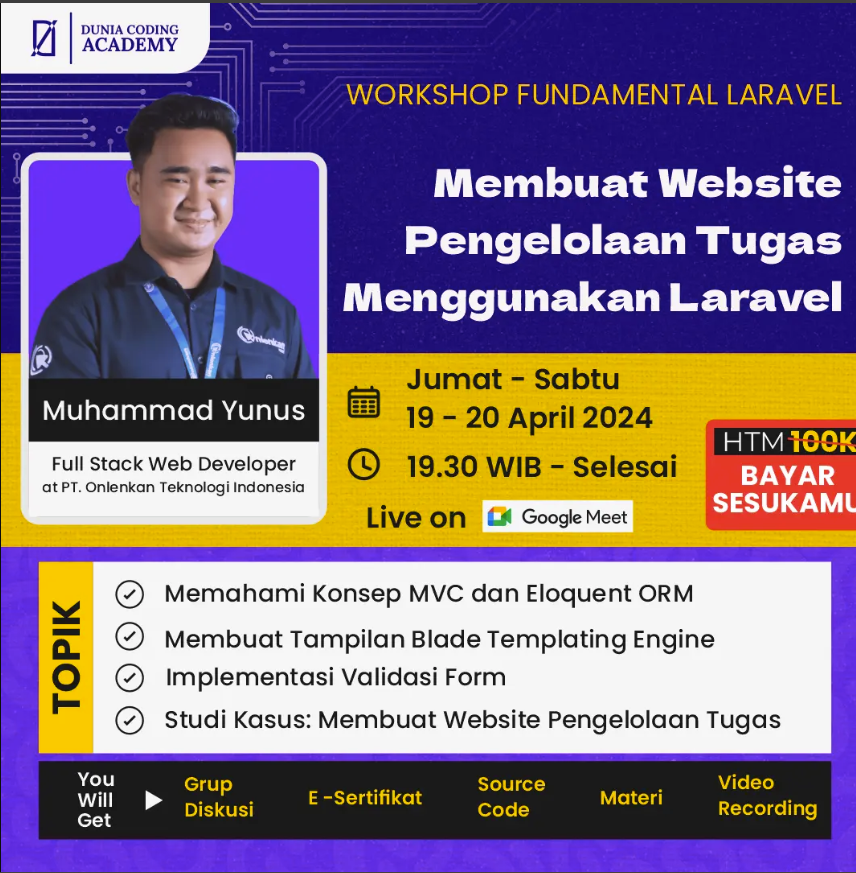 DUNIA CODING
ACADEMY
WORKSHOP FUNDAMENTAL LARAVEL
Membuat Website
Pengelolaan Tugas
Menggunakan Laravel
Onlenkan
Muhammad Yunus
Full Stack Web Developer
at PT. Onlenkan Teknologi Indonesia
Jumat - Sabtu
19 - 20 April 2024
19.30 WIB - Selesai
Live on Google Meet
HTM 100K
BAYAR
SESUKAMU
TOPIK
Memahami Konsep MVC dan Eloquent ORM
Membuat Tampilan Blade Templating Engine
Implementasi Validasi Form
Studi Kasus: Membuat Website Pengelolaan Tugas
You
Will
Get
Grup
Diskusi
E -Sertifikat
Source
Code
Materi
Video
Recording